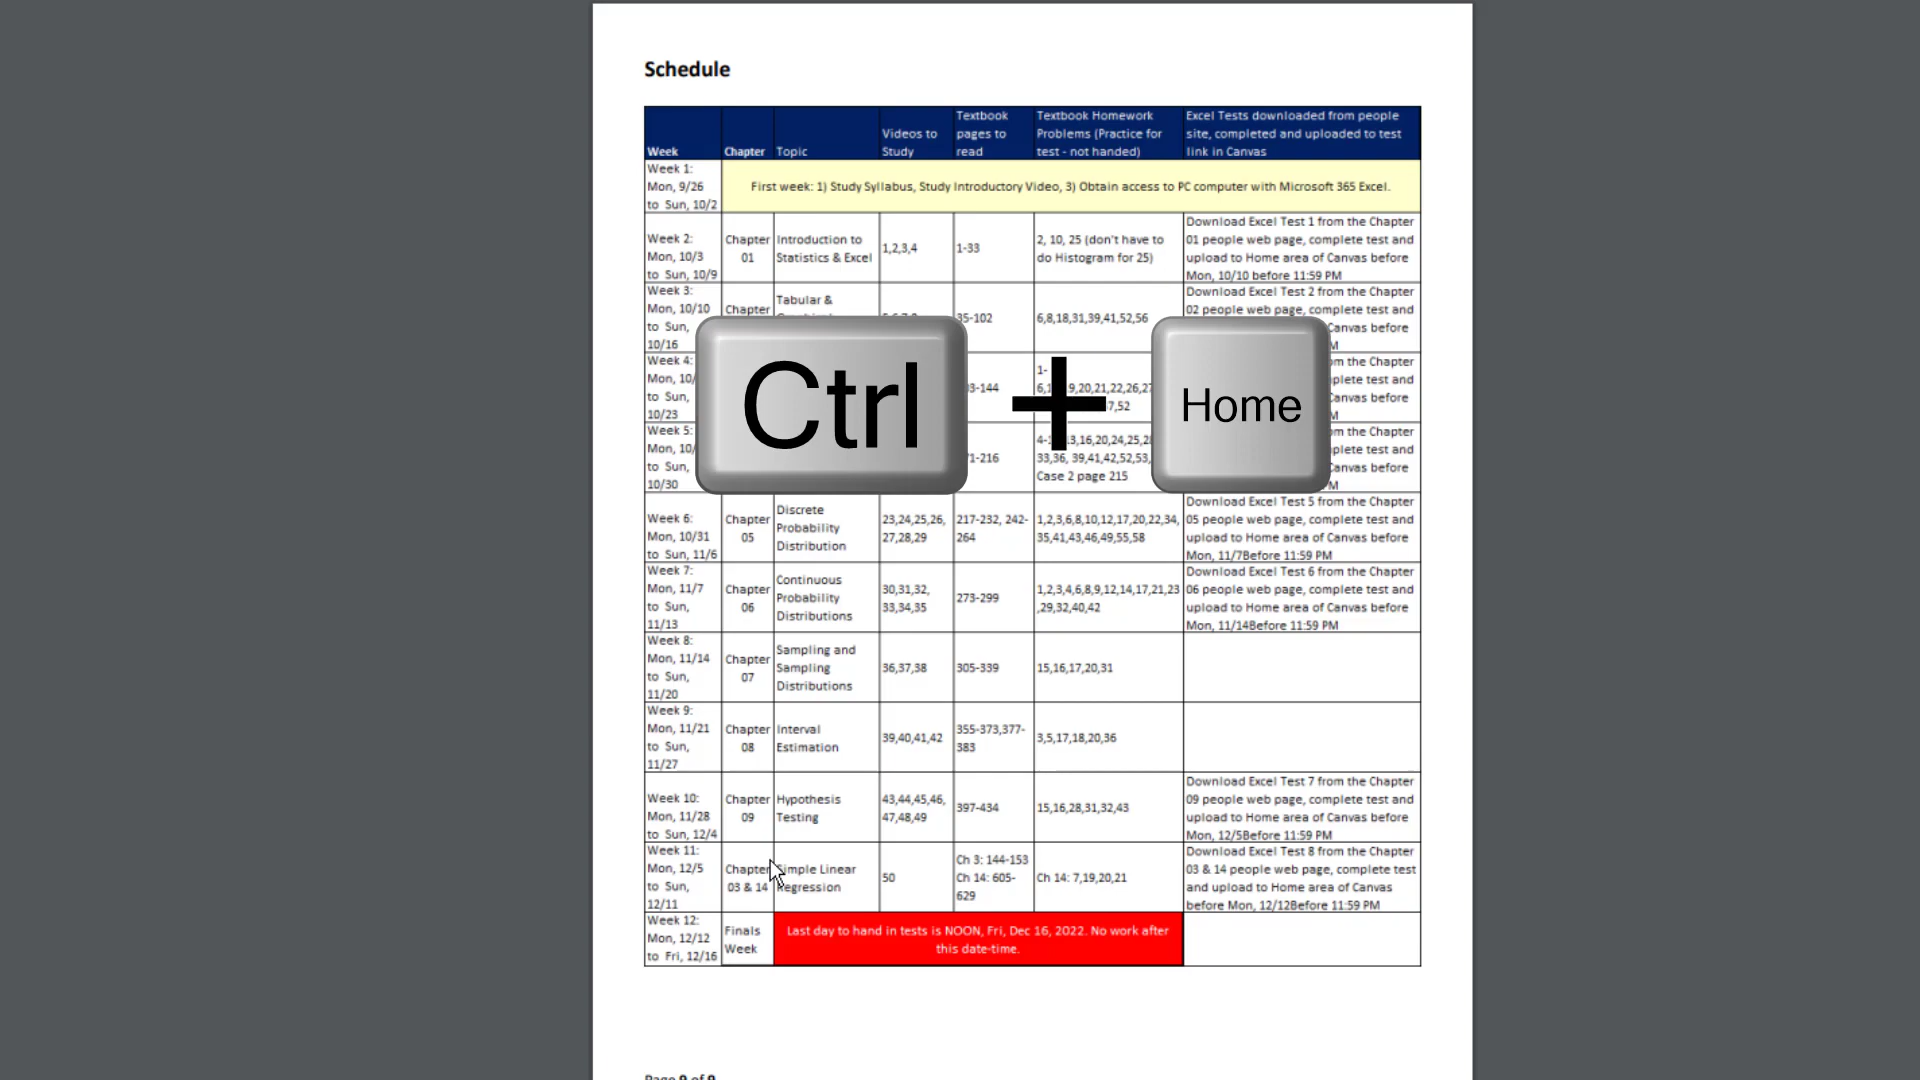 Schedule
Week
Chapter
Topic
Videos to
Study
Textbook
pages to
read
Textbook Homework
Problems (Practice for
test - not handed)
Excel Tests downloaded from people
site, completed and uploaded to test
link in Canvas
Week 1:
Mon, 9/26
to Sun, 10/2
First week: 1) Study Syllabus, Study Introductory Video, 3) Obtain access to PC computer with Microsoft 365 Excel.
Week 2:
Mon, 10/3
to Sun, 10/9
Chapter
01
Introduction to
Statistics & Excel
1,2,3,4
1-33
2, 10, 25 (don't have to
do Histogram for 25)
Download Excel Test 1 from the Chapter
01 people web page, complete test and
upload to Home area of Canvas before
Mon, 10/10 before 11:59 PM
Week 3:
Mon, 10/10
to Sun,
10/16
Chapter
Tabular &
35-102
6,8,18,31,39,41,52,56
Download Excel Test 2 from the Chapter
02 people web page, complete test and
Canvas before
Week 4:
Mon,
to Sun,
10/23
Canvas before
Week 5:
Mon,
to Sun,
10/30
33,36, 39,41,42,52,53,
Case 2 page 215
Canvas before
Ctrl + Home
Week 6:
Mon, 10/31
to Sun, 11/6
Chapter
05
Discrete
Probability
Distribution
23,24,25,26,
27,28,29
217-232, 242-
264
1,2,3,6,8,10,12,17,20,22,34,
35,41,43,46,49,55,58
Download Excel Test 5 from the Chapter
05 people web page, complete test and
upload to Home area of Canvas before
Mon, 11/7Before 11:59 PM
Week 7:
Mon, 11/7
to Sun,
11/13
Chapter
06
Continuous
Probability
Distributions
30,31,32,
33,34,35
273-299
1,2,3,4,6,8,9,12,14,17,21,23
,29,32,40,42
Download Excel Test 6 from the Chapter
06 people web page, complete test and
upload to Home area of Canvas before
Mon, 11/14Before 11:59 PM
Week 8:
Mon, 11/14
to Sun,
11/20
Chapter
07
Sampling and
Sampling
Distributions
36,37,38
305-339
15,16,17,20,31
Week 9:
Mon, 11/21
to Sun,
11/27
Chapter
08
Interval
Estimation
39,40,41,42
355-373,377-
383
3,5,17,18,20,36
Week 10:
Mon, 11/28
to Sun, 12/4
Chapter
09
Hypothesis
Testing
43,44,45,46,
47,48,49
397-434
15,16,28,31,32,43
Download Excel Test 7 from the Chapter
09 people web page, complete test and
upload to Home area of Canvas before
Mon, 12/5Before 11:59 PM
Week 11:
Mon, 12/5
to Sun,
12/11
Chapter
03 & 14
Simple Linear
Regression
50
Ch 3: 144-153
Ch 14: 605-
629
Ch 14: 7,19,20,21
Download Excel Test 8 from the Chapter
03 & 14 people web page, complete test
and upload to Home area of Canvas
before Mon, 12/12Before 11:59 PM
Week 12:
Mon, 12/12
to Fri, 12/16
Finals
Week
Last day to hand in tests is NOON, Fri, Dec 16, 2022. No work after
this date-time.
Page 9 of 9